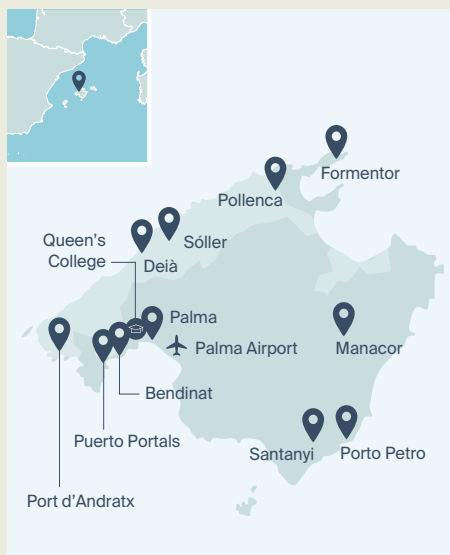 Formentor
Pollenca
Queen's
College
Sóller
Deià
Palma
Palma Airport
Manacor
Bendinat
Puerto Portals
Santanyi
Porto Petro
Port d'Andratx